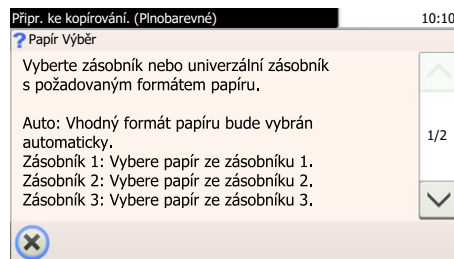 Připr. ke kopírování. (Plnobarevné)
10:10
? Papír Výběr
Vyberte zásobník nebo univerzální zásobník
s požadovaným formátem papíru.
Auto: Vhodný formát papíru bude vybrán
automaticky.
1/2
Zásobník 1: Vybere papír ze zásobníku 1.
Zásobník 2: Vybere papír ze zásobníku 2.
Zásobník 3: Vybere papír ze zásobníku 3.